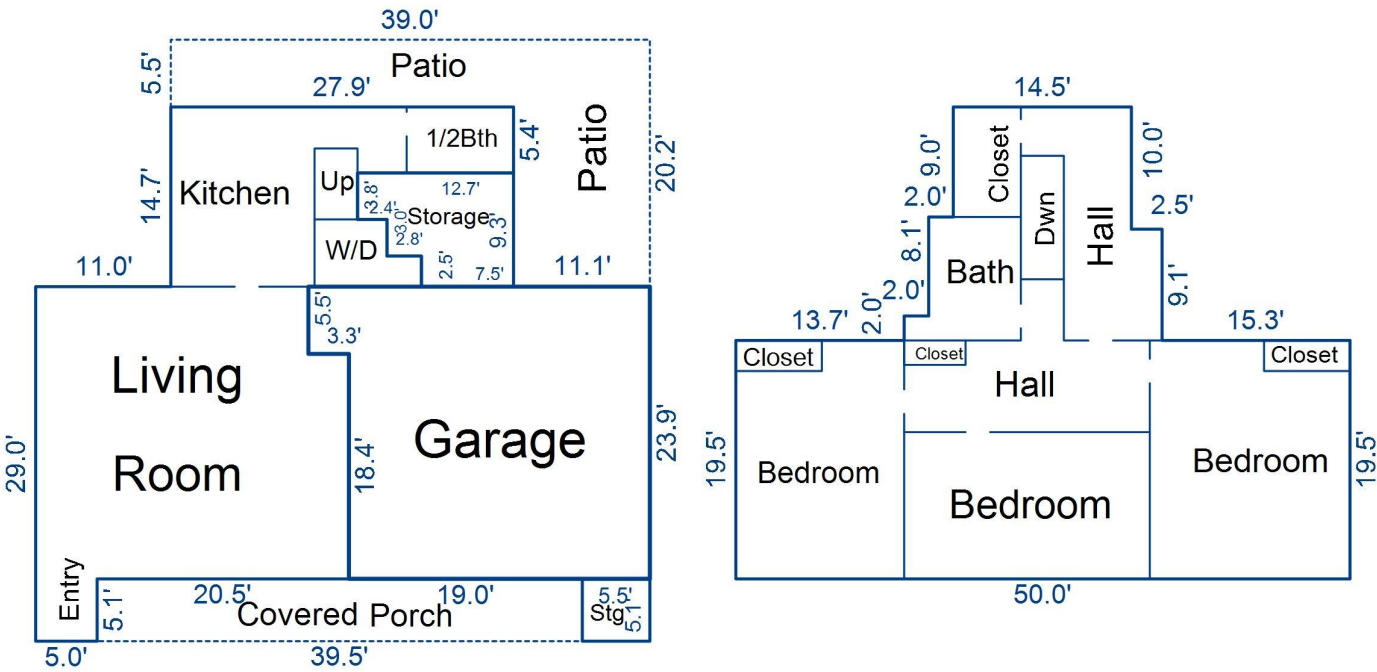 39.0'
5.5'
Patio
27.9'
Patio
20.2'
1/2Bth
5.4'
Up
Kitchen
14.7'
3.8'
12.7'
2.4'
Storage
3.0'
9.3'
2.8'
W/D
2.5'
7.5'
11.0'
11.1'
5.5'
3.3'
Living
Room
29.0'
18.4'
Garage
23.9'
Entry
5.1'
20.5'
19.0'
5.5'
5.1'
Stg
Covered Porch
5.0'
39.5'
14.5'
9.0'
Closet
10.0'
2.0'
Dwn
Hall
2.5'
8.1'
Bath
9.1'
2.0'
2.0'
13.7'
15.3'
Closet
Closet
Closet
Hall
19.5'
Bedroom
Bedroom
Bedroom
19.5'
50.0'